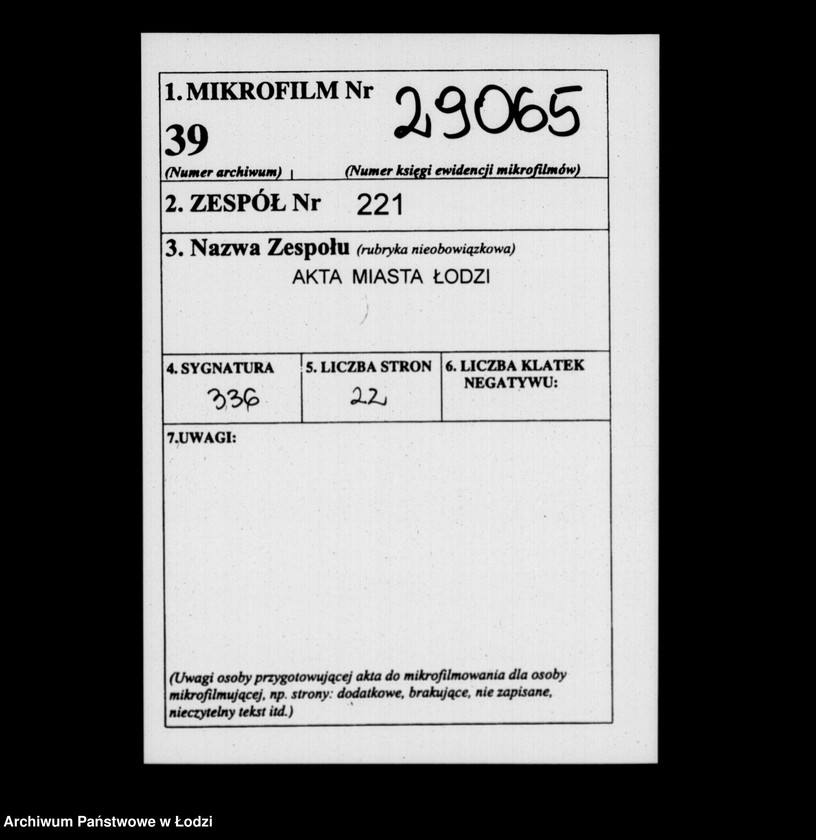 1. MIKROFILM Nr 29065
39
(Numer archiwum) (Numer księgi ewidencji mikrofilmów)
2. ZESPÓŁ Nr 221
3. Nazwa Zespołu (rubryka nieobowiązkowa)
AKTA MIASTA ŁODZI
4. SYGNATURA 5. LICZBA STRON 6. LICZBA KLATEK
NEGATYWU:
336 22
7.UWAGI:
(Uwagi osoby przygotowującej akta do mikrofilmowania dla osoby
mikrofilmującej, np. strony: dodatkowe, brakujące, nie zapisane,
nieczytelny tekst itd.)
Archiwum Państwowe w Łodzi